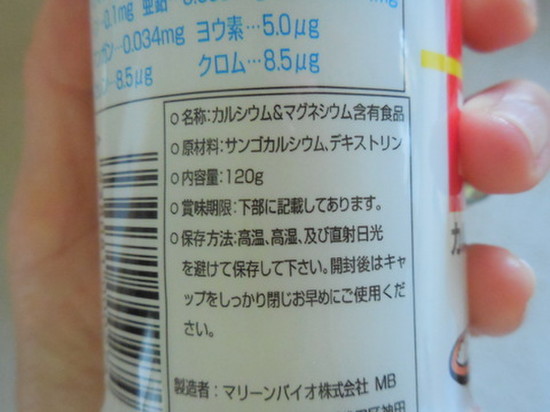 0.1mg 亜鉛
0.034mg ヨウ素…5.0μg
8.5μg クロム…8.5μg
○名称:カルシウム&マグネシウム含有食品
○原材料:サンゴカルシウム、デキストリン
○内容量:120g
○賞味期限:下部に記載してあります。
○保存方法:高温、高湿、及び直射日光
を避けて保存して下さい。開封後はキャ
ップをしっかり閉じお早めにご使用くだ
さい。
製造者:マリーンバイオ株式会社 MB